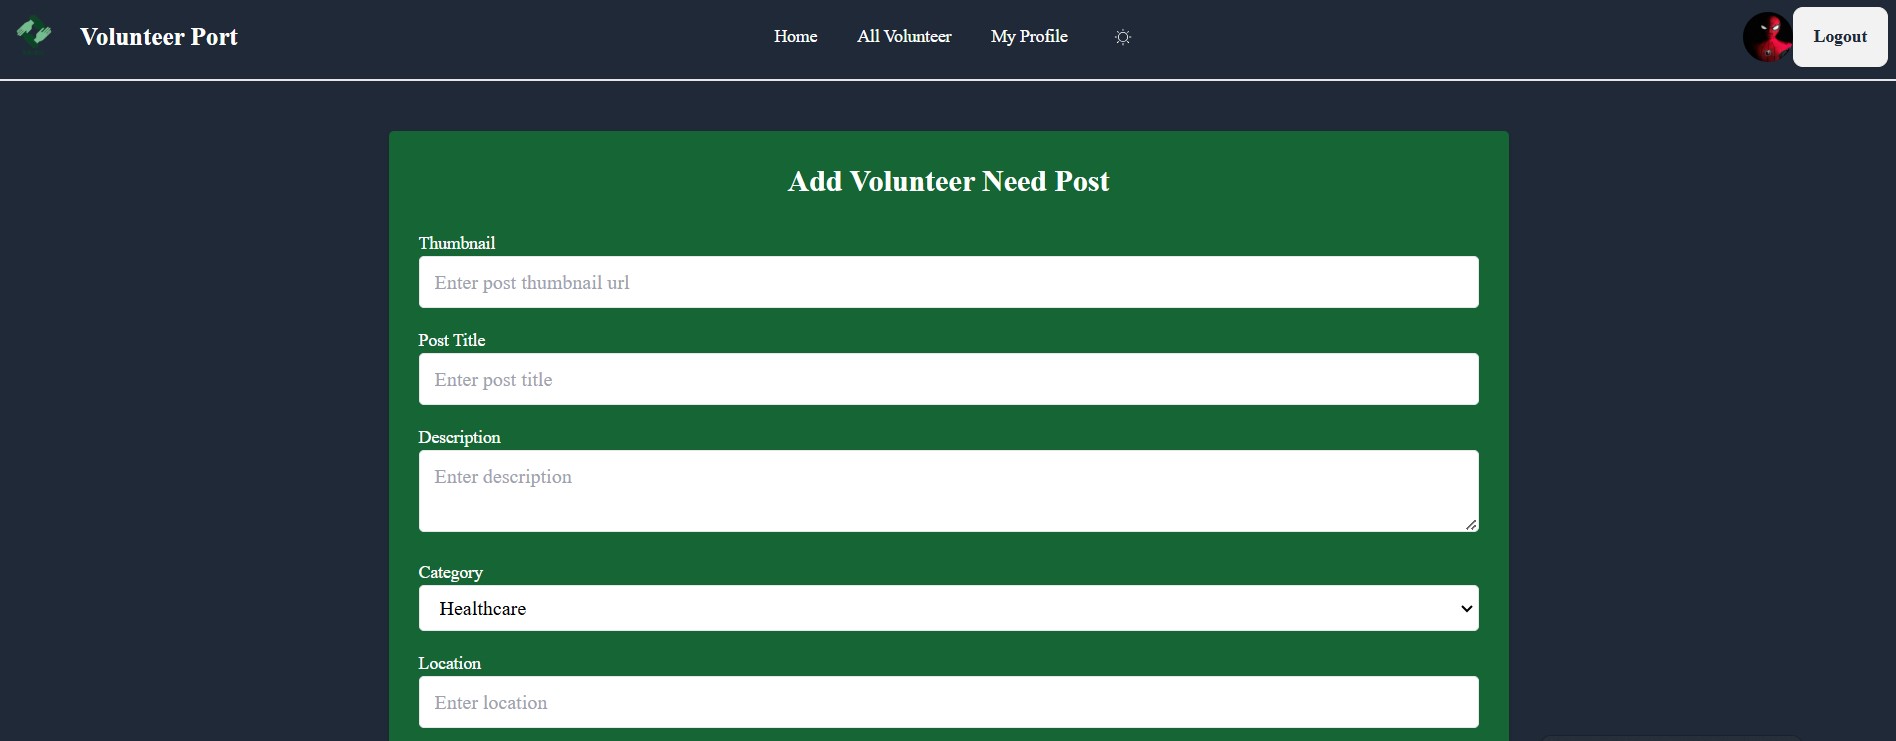 Volunteer Port
Home
All Volunteer
My Profile
Logout
Add Volunteer Need Post
Thumbnail
Enter post thumbnail url
Post Title
Enter post title
Description
Enter description
Category
Healthcare
Location
Enter location